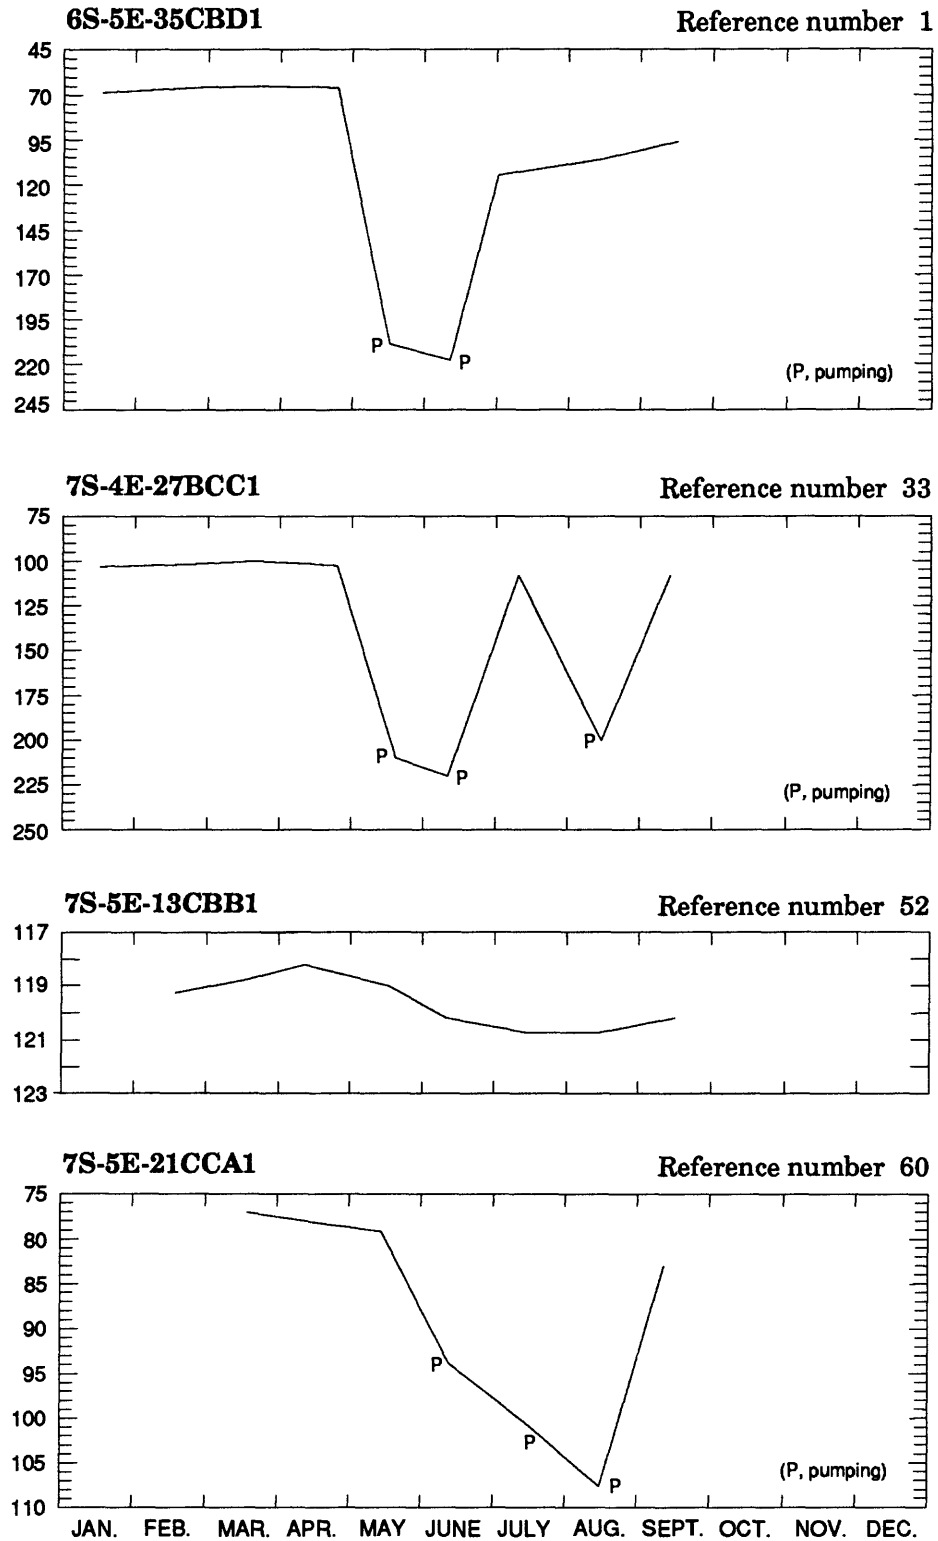 6S-5E-35CBD1 Reference number 1
45
70
95
120
145
170
195
P
P
220
(P, pumping)
245
7S-4E-27BCC1 Reference number 33
75
100
125
150
175
200
P
P
P
225
(P, pumping)
250
7S-5E-13CBB1 Reference number 52
117
119
121
123
7S-5E-21CCA1 Reference number 60
75
80
85
90
95
P
100
P
105
(P, pumping)
P
110
JAN. FEB. MAR. APR. MAY JUNE JULY AUG. SEPT. OCT. NOV. DEC.